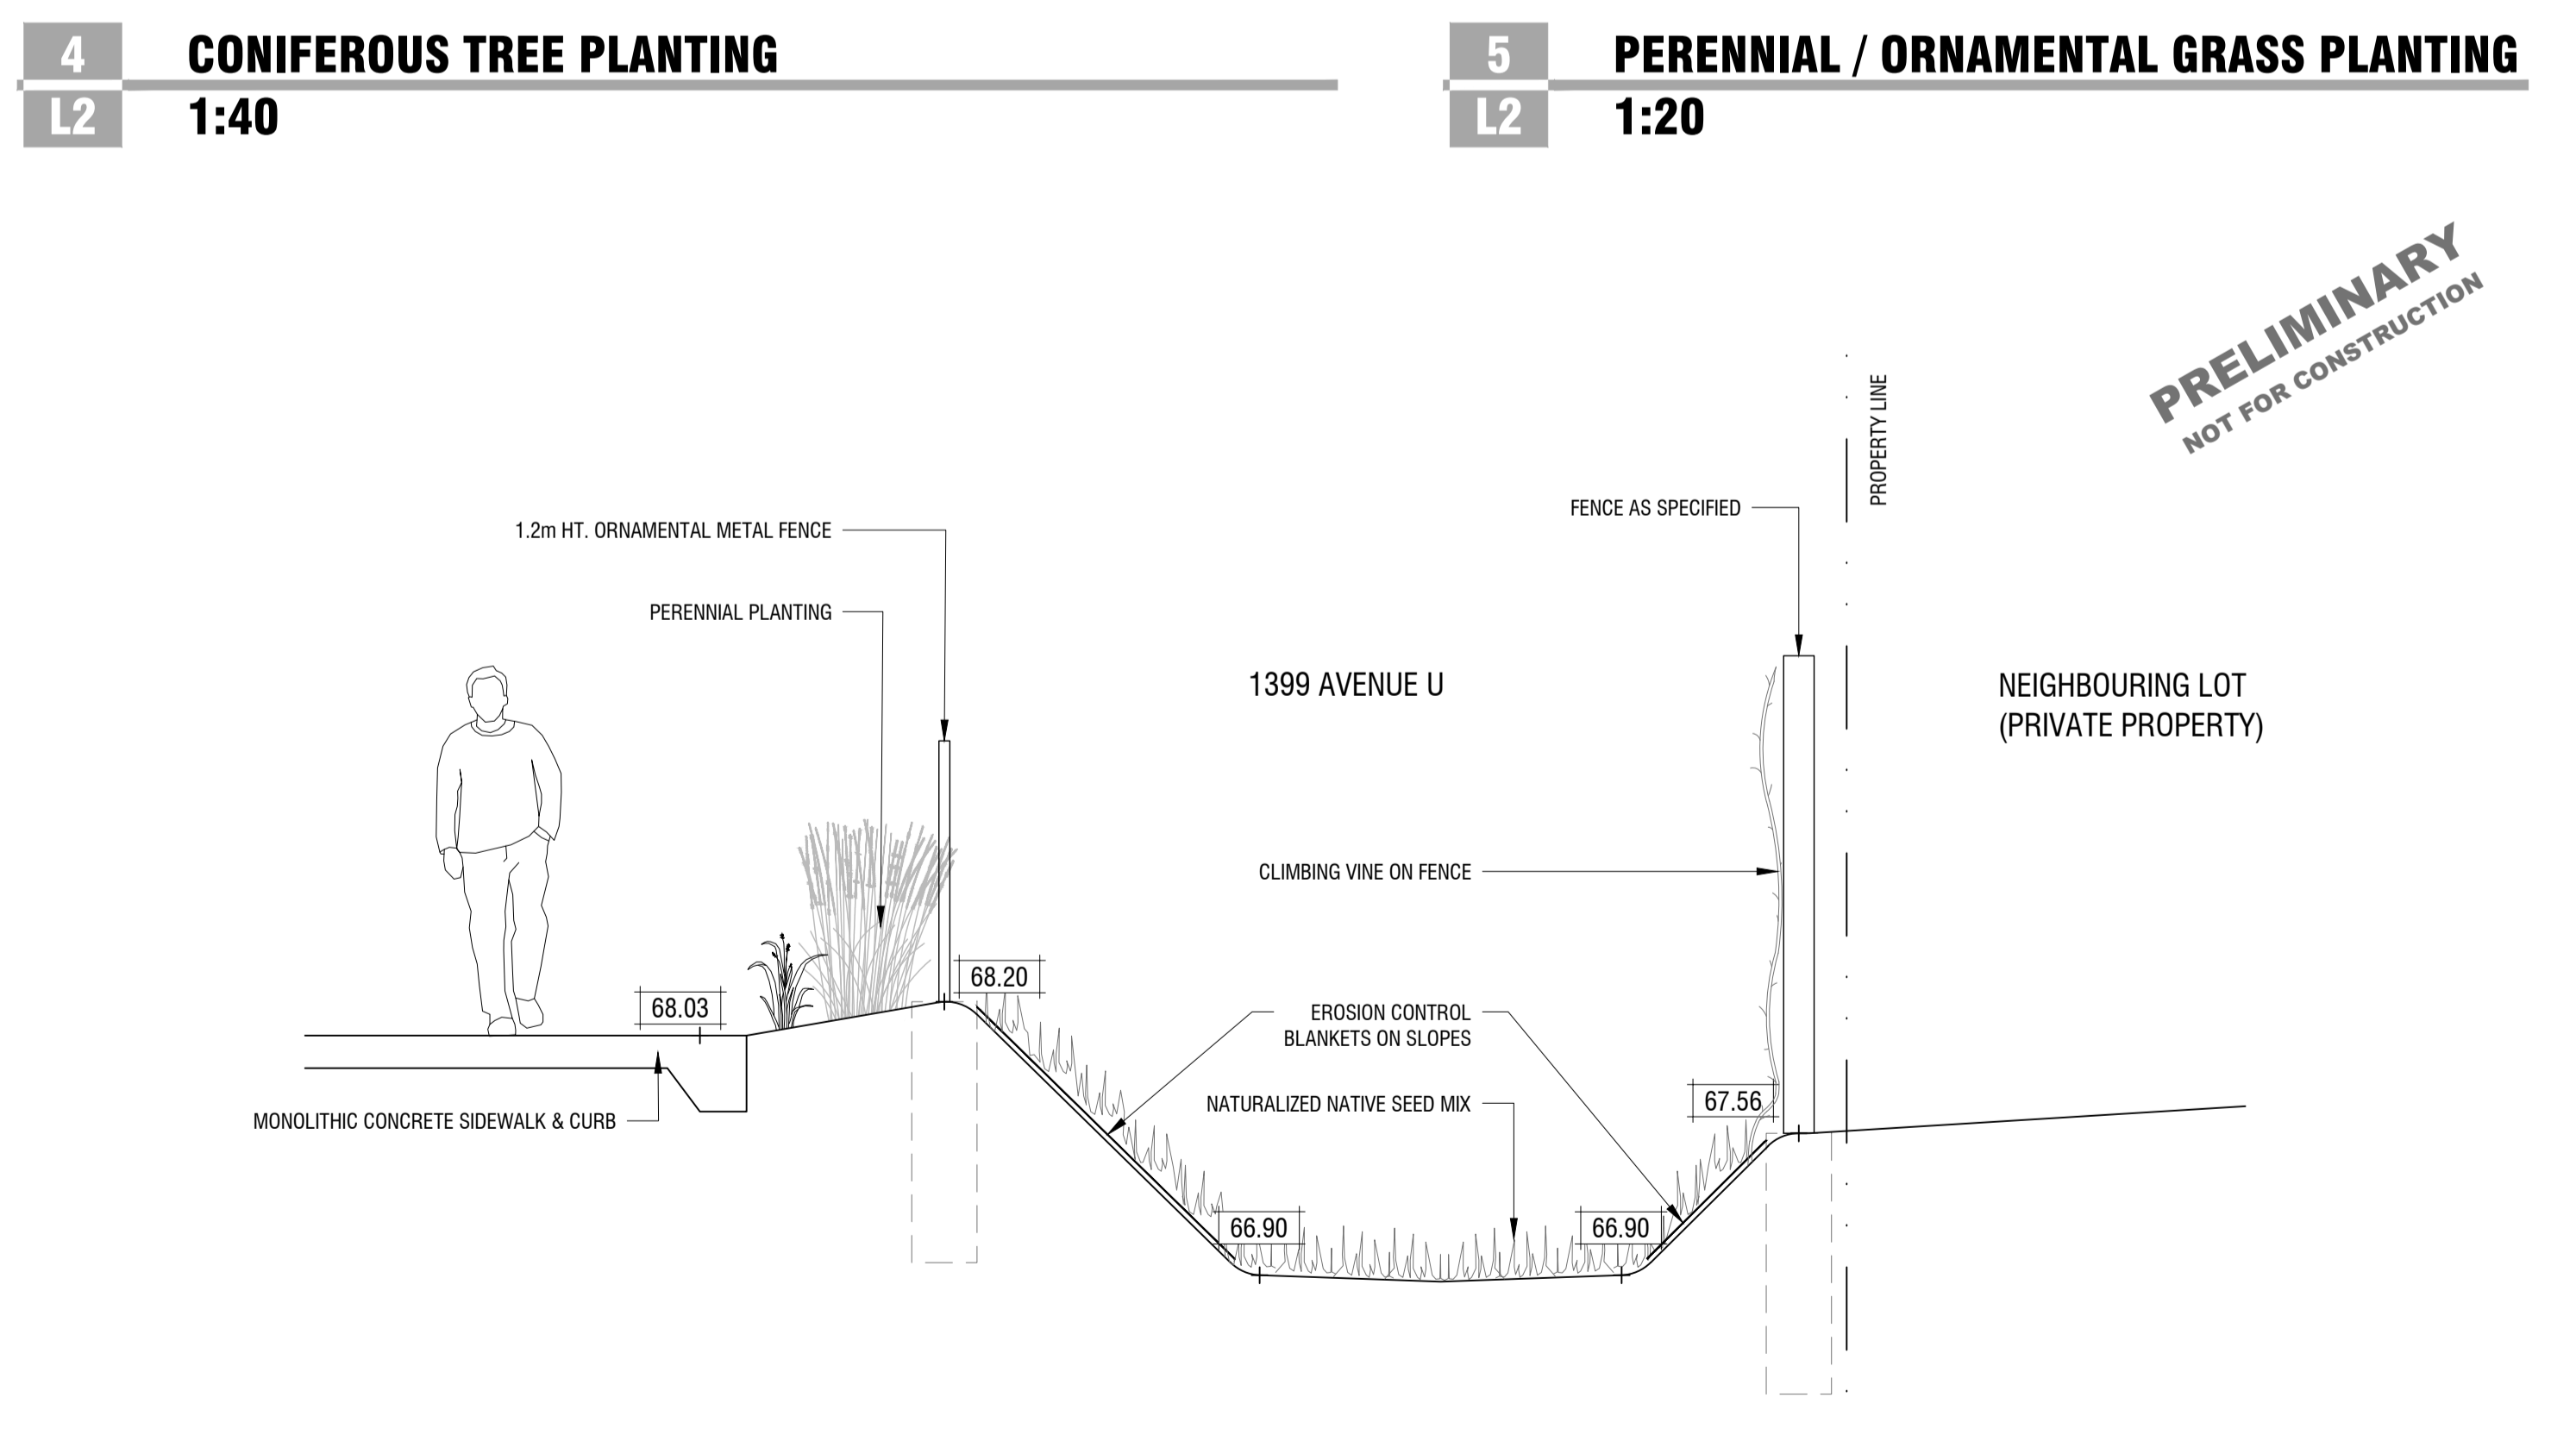 4
CONIFEROUS TREE PLANTING
L2
1:40
5
PERENNIAL / ORNAMENTAL GRASS PLANTING
L2
1:20
PRELIMINARY
NOT FOR CONSTRUCTION
PROPERTY LINE
FENCE AS SPECIFIED
1.2m HT. ORNAMENTAL METAL FENCE
PERENNIAL PLANTING
1399 AVENUE U
NEIGHBOURING LOT
(PRIVATE PROPERTY)
CLIMBING VINE ON FENCE
68.20
68.03
EROSION CONTROL
BLANKETS ON SLOPES
NATURALIZED NATIVE SEED MIX
67.56
MONOLITHIC CONCRETE SIDEWALK & CURB
66.90
66.90